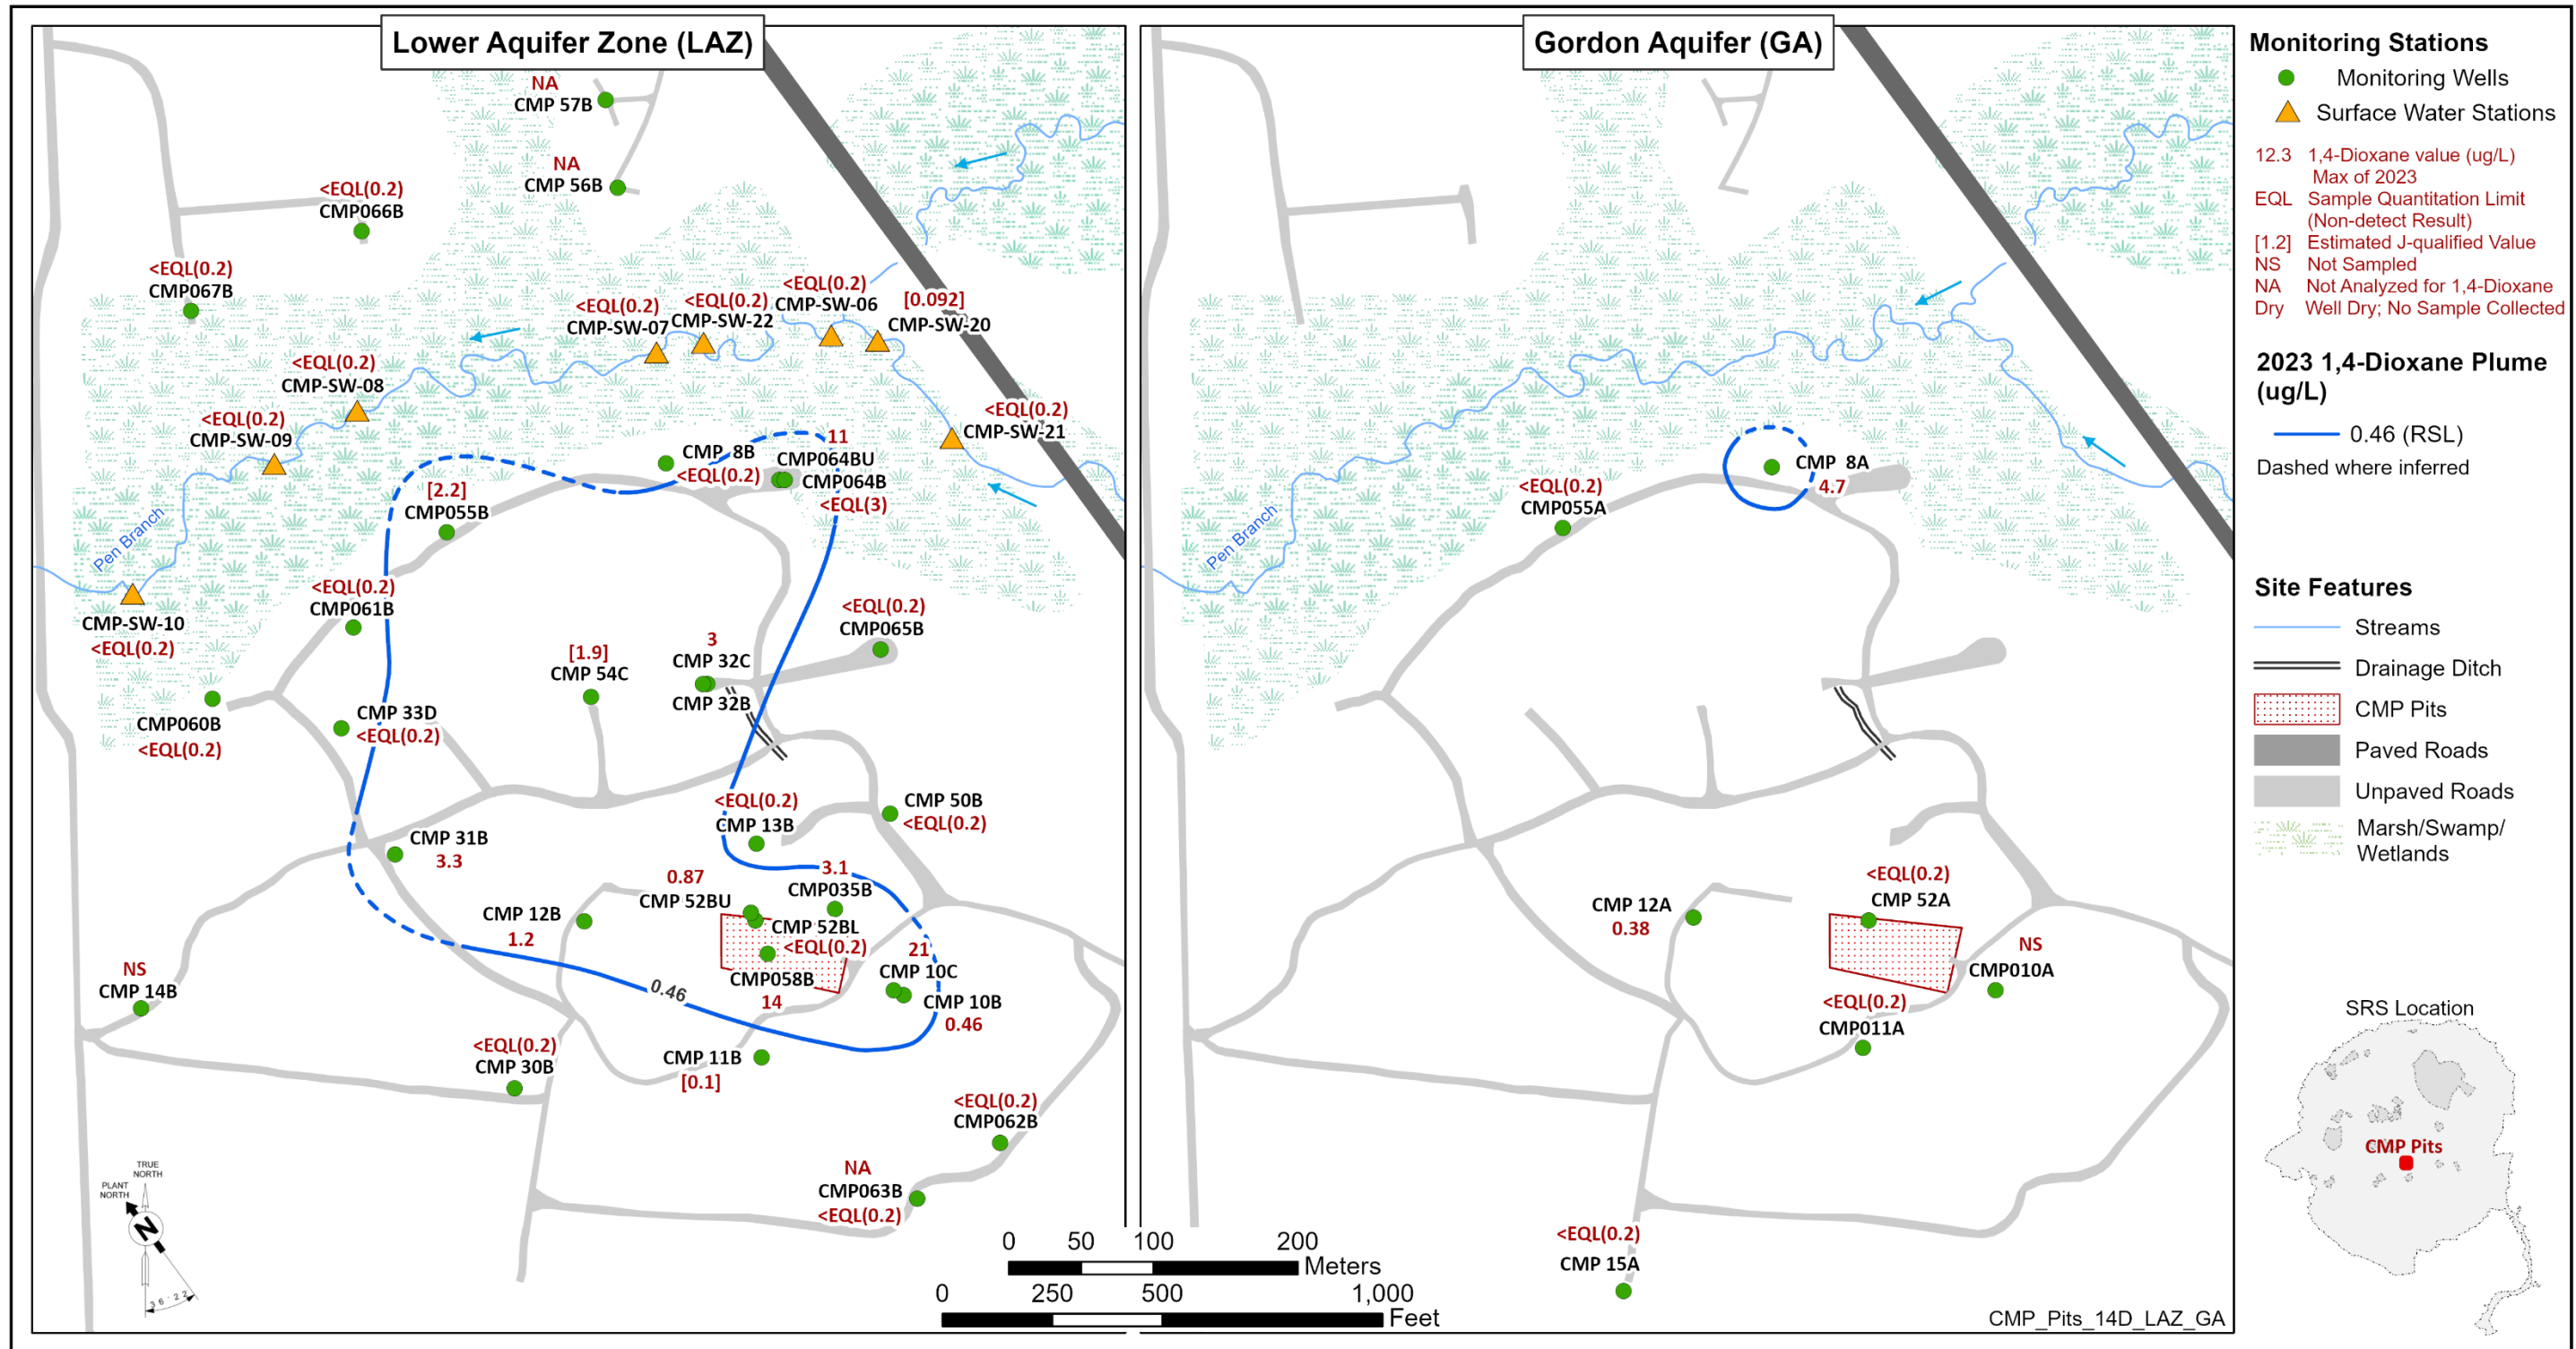 Lower Aquifer Zone (LAZ)
NA
CMP 57B
NA
CMP 56B
<EQL(0.2)
CMP066B
<EQL(0.2)
CMP067B
<EQL(0.2)
CMP-SW-06
[0.092]
CMP-SW-20
<EQL(0.2)
CMP-SW-22
<EQL(0.2)
CMP-SW-07
<EQL(0.2)
CMP-SW-08
<EQL(0.2)
CMP-SW-09
<EQL(0.2)
CMP-SW-21
Pen Branch
CMP-SW-10
<EQL(0.2)
CMP 8B
<EQL(0.2)
11
CMP064BU
CMP064B
<EQL(3)
[2.2]
CMP055B
<EQL(0.2)
CMP061B
<EQL(0.2)
CMP065B
3
CMP 32C
CMP 32B
[1.9]
CMP 54C
CMP060B
<EQL(0.2)
CMP 33D
<EQL(0.2)
<EQL(0.2)
CMP 13B
CMP 50B
<EQL(0.2)
CMP 31B
3.3
0.87
CMP 52BU
3.1
CMP035B
CMP 12B
1.2
CMP 52BL
<EQL(0.2)
CMP058B
14
21
CMP 10C
CMP 10B
0.46
0.46
NS
CMP 14B
<EQL(0.2)
CMP 30B
CMP 11B
[0.1]
<EQL(0.2)
CMP062B
NA
CMP063B
<EQL(0.2)
TRUE
NORTH
PLANT
NORTH
N
36°22'
0 50 100 200
Meters
0 250 500 1,000
Feet
Gordon Aquifer (GA)
CMP 8A
4.7
<EQL(0.2)
CMP055A
Pen Branch
<EQL(0.2)
CMP 52A
CMP 12A
0.38
NS
CMP010A
<EQL(0.2)
CMP011A
<EQL(0.2)
CMP 15A
CMP_Pits_14D_LAZ_GA
Monitoring Stations
Monitoring Wells
Surface Water Stations
12.3 1,4-Dioxane value (ug/L)
Max of 2023
EQL Sample Quantitation Limit
(Non-detect Result)
[1.2] Estimated J-qualified Value
NS Not Sampled
NA Not Analyzed for 1,4-Dioxane
Dry Well Dry; No Sample Collected
2023 1,4-Dioxane Plume
(ug/L)
0.46 (RSL)
Dashed where inferred
Site Features
Streams
Drainage Ditch
CMP Pits
Paved Roads
Unpaved Roads
Marsh/Swamp/
Wetlands
SRS Location
CMP Pits